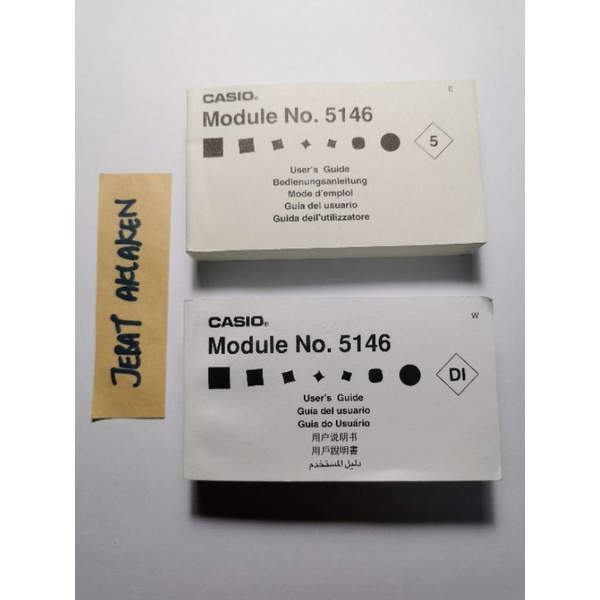 JEBAT AKLAKEN
E
CASIO®
Module No. 5146
5
User's Guide
Bedienungsanleitung
Mode d'emploi
Guía del usuario
Guida dell'utilizzatore
W
CASIO®
Module No. 5146
DI
User's Guide
Guía del usuario
Guia do Usuário
用户说明书
用戶說明書
دليل المستخدم